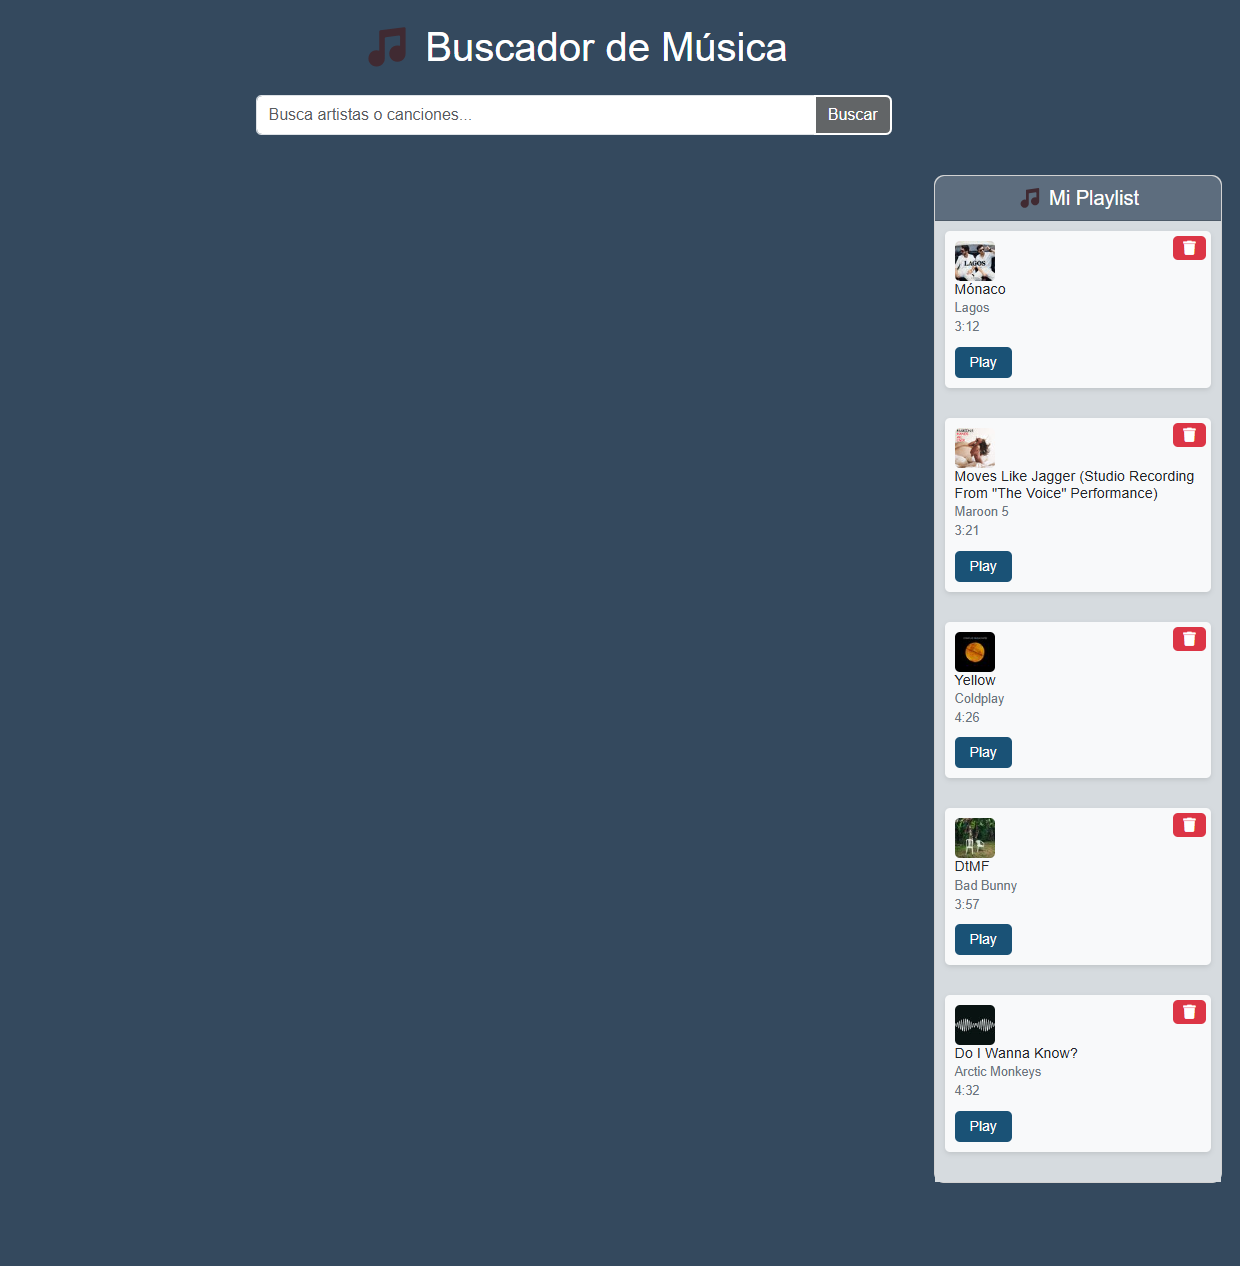 Buscador de Música
Busca artistas o canciones...
Buscar
Mi Playlist
LAGOS
Mónaco
Lagos
3:12
Play
Moves Like Jagger (Studio Recording
From "The Voice" Performance)
Maroon 5
3:21
Play
Yellow
Coldplay
4:26
Play
DtMF
Bad Bunny
3:57
Play
Do I Wanna Know?
Arctic Monkeys
4:32
Play